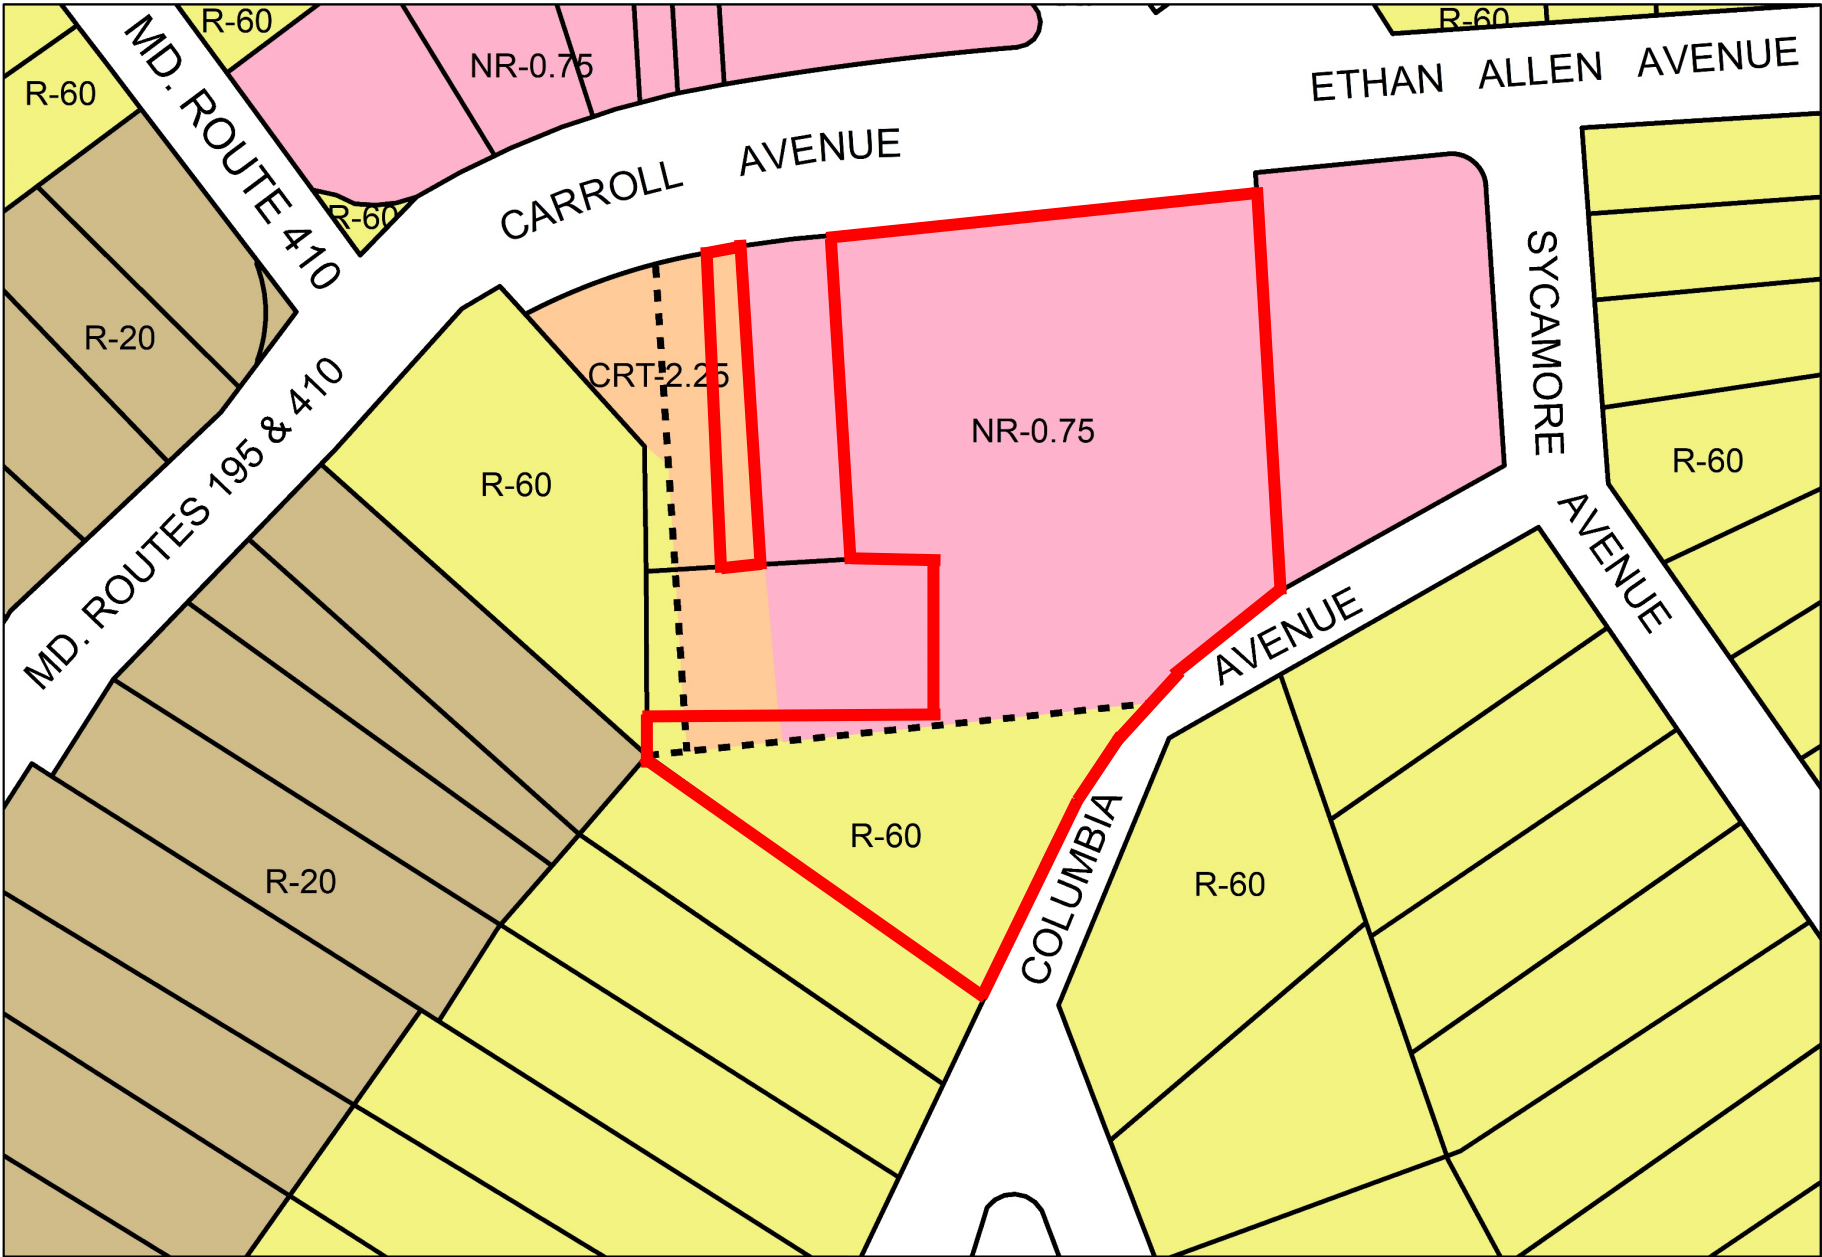 R-60
R-60
MD. ROUTE 410
NR-0.75
R-60
ETHAN ALLEN AVENUE
R-60
CARROLL AVENUE
R-20
SYCAMORE AVENUE
CRT-2.25
NR-0.75
R-60
R-60
MD. ROUTES 195 & 410
COLUMBIA AVENUE
R-60
R-20
R-60